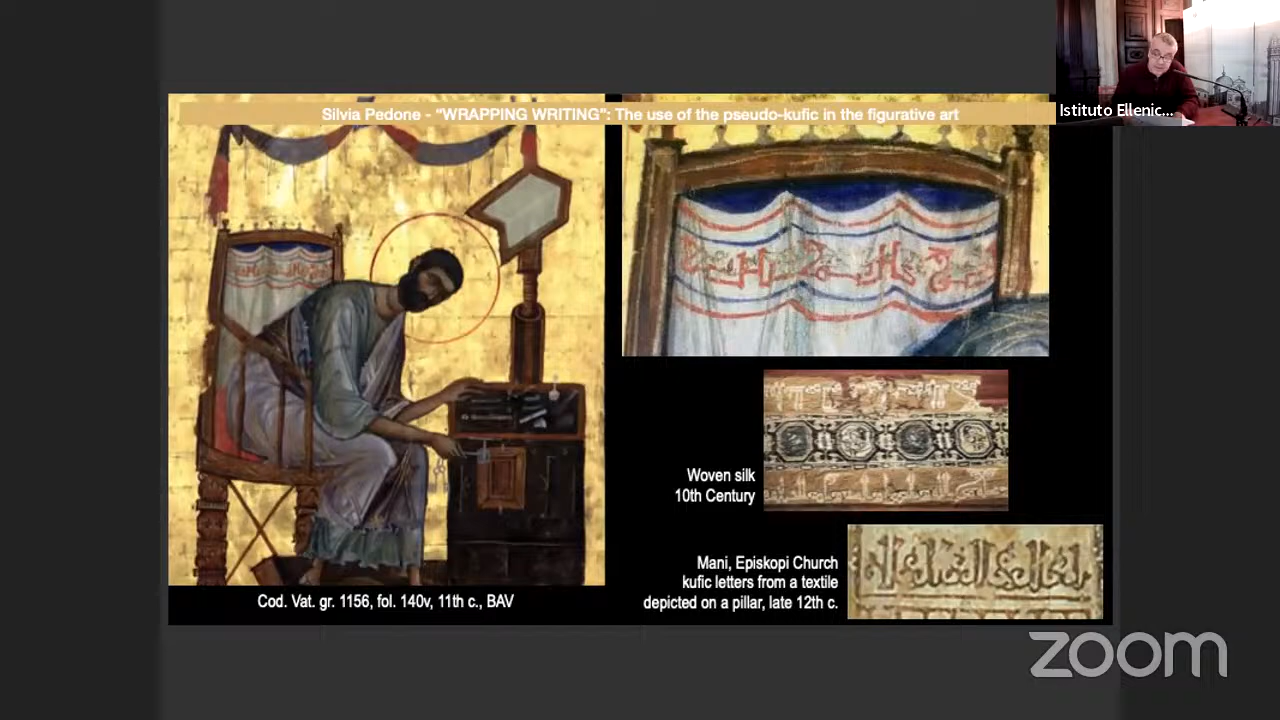 Silvia Pedone - “WRAPPING WRITING”: The use of the pseudo-kufic in the figurative art
Istituto Ellenic...
Woven silk
10th Century
Mani, Episkopi Church
kufic letters from a textile
depicted on a pillar, late 12th c.
Cod. Vat. gr. 1156, fol. 140v, 11th c., BAV
zoom